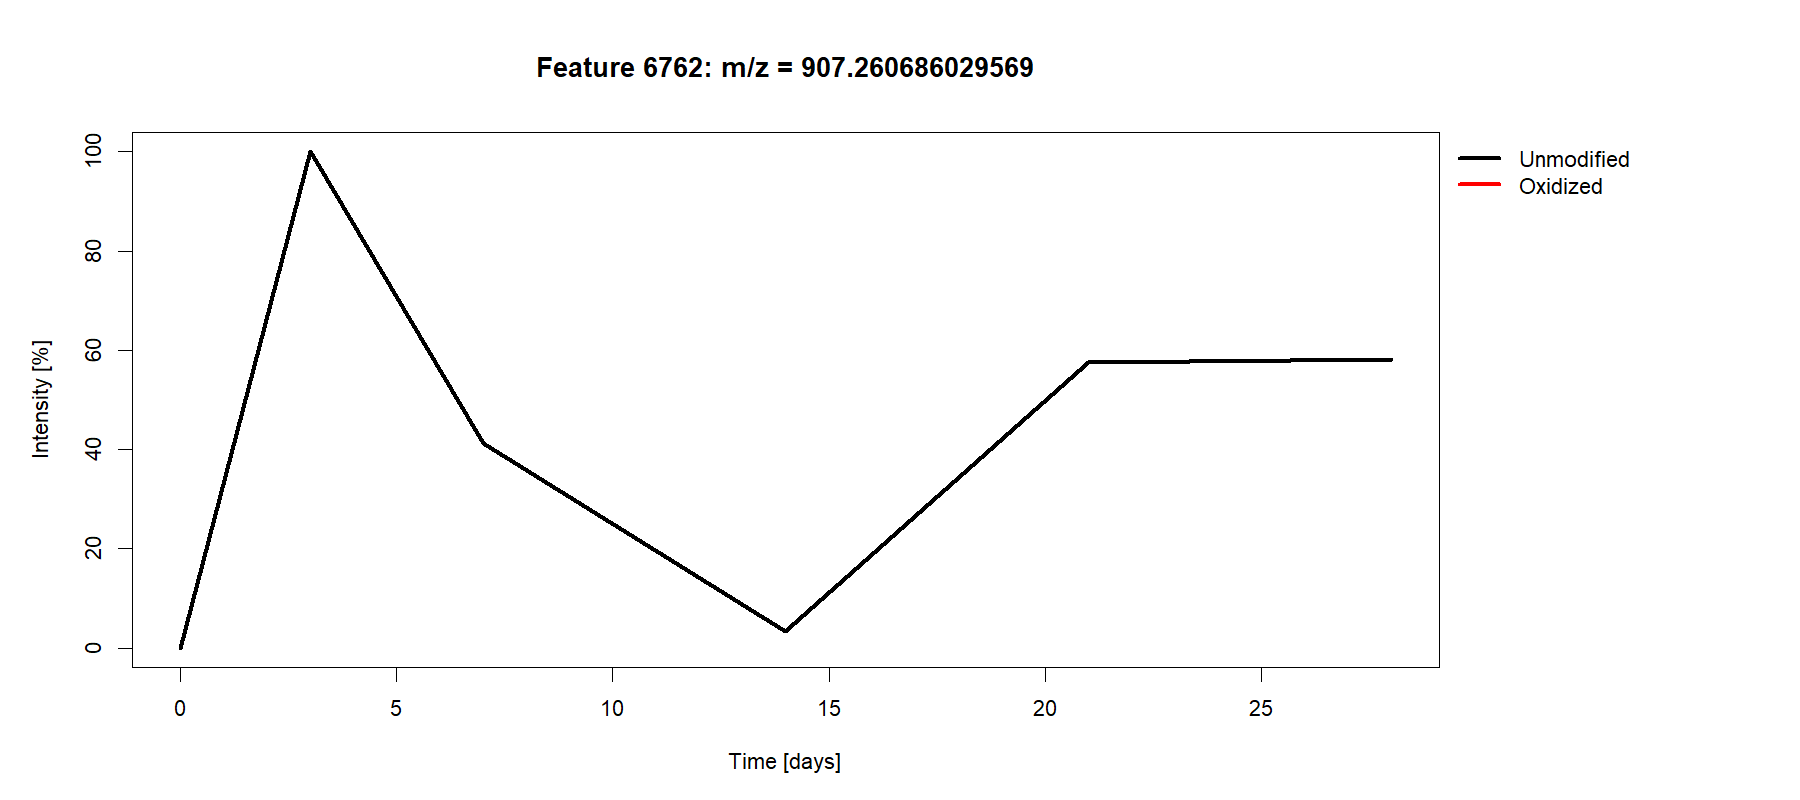 Feature 6762: m/z = 907.260686029569
Unmodified
Oxidized
Intensity [%]
100
80
60
40
20
0
0 5 10 15 20 25
Time [days]